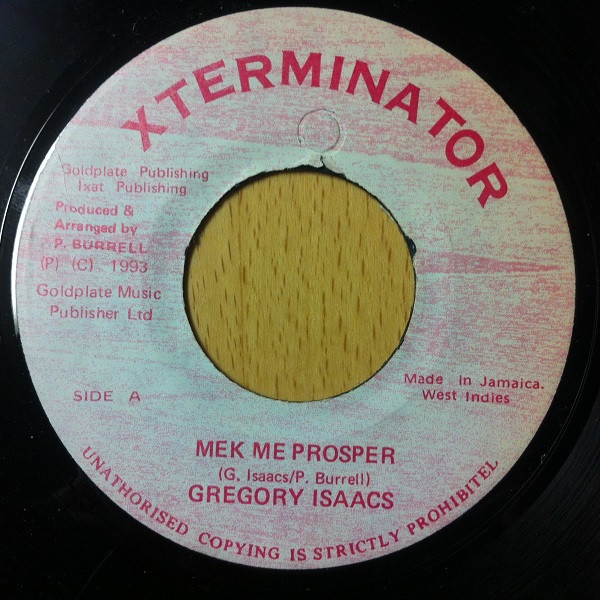 XTERMINATOR
Goldplate Publishing
Ixat Publishing
Produced &
Arranged by
P. BURRELL
(P) (C) 1993
Goldplate Music
Publisher Ltd
SIDE A
Made in Jamaica.
West Indies
MEK ME PROSPER
(G. Isaacs/P. Burrell)
GREGORY ISAACS
UNATHORISED COPYING IS STRICTLY PROHIBITEL